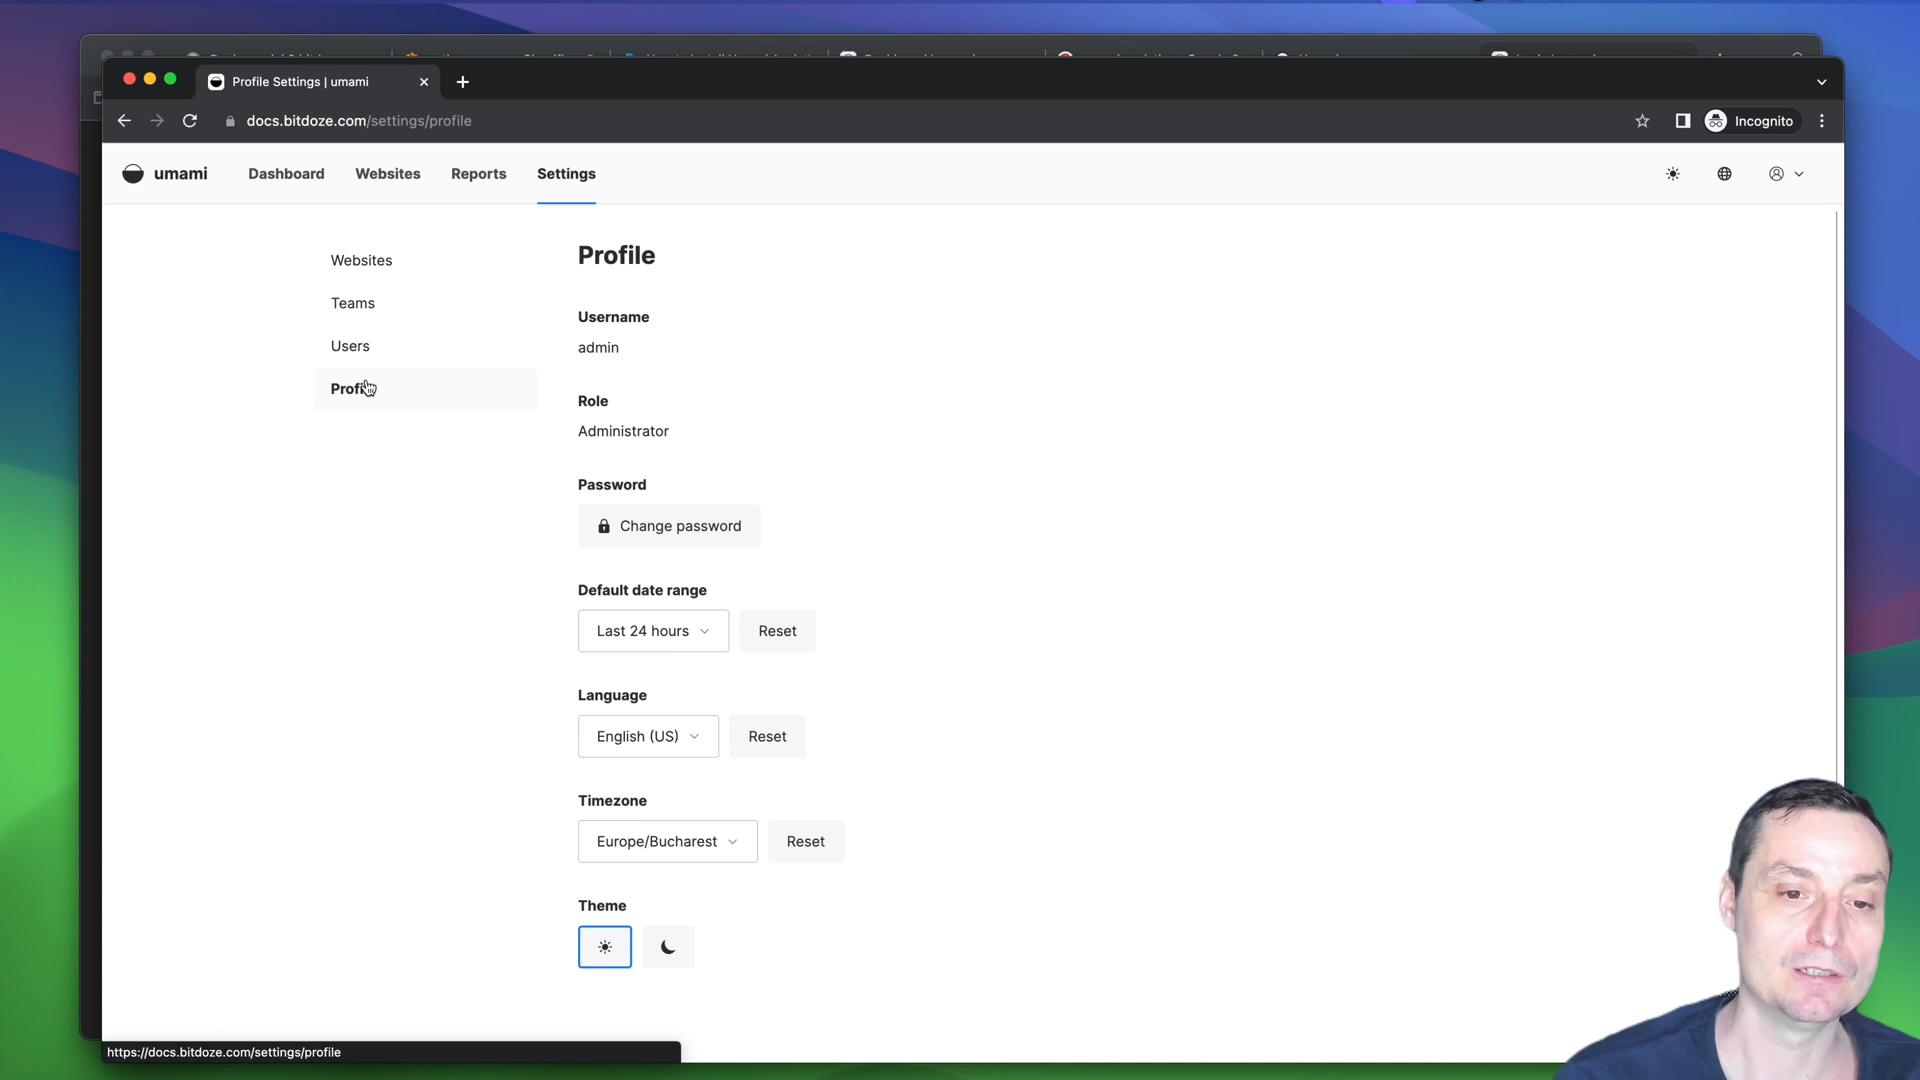 Profile Settings | umami
docs.bitdoze.com/settings/profile
Incognito
umami
Dashboard
Websites
Reports
Settings
Websites
Teams
Users
Profile
Profile
Username
admin
Role
Administrator
Password
Change password
Default date range
Last 24 hours
Reset
Language
English (US)
Reset
Timezone
Europe/Bucharest
Reset
Theme
https://docs.bitdoze.com/settings/profile